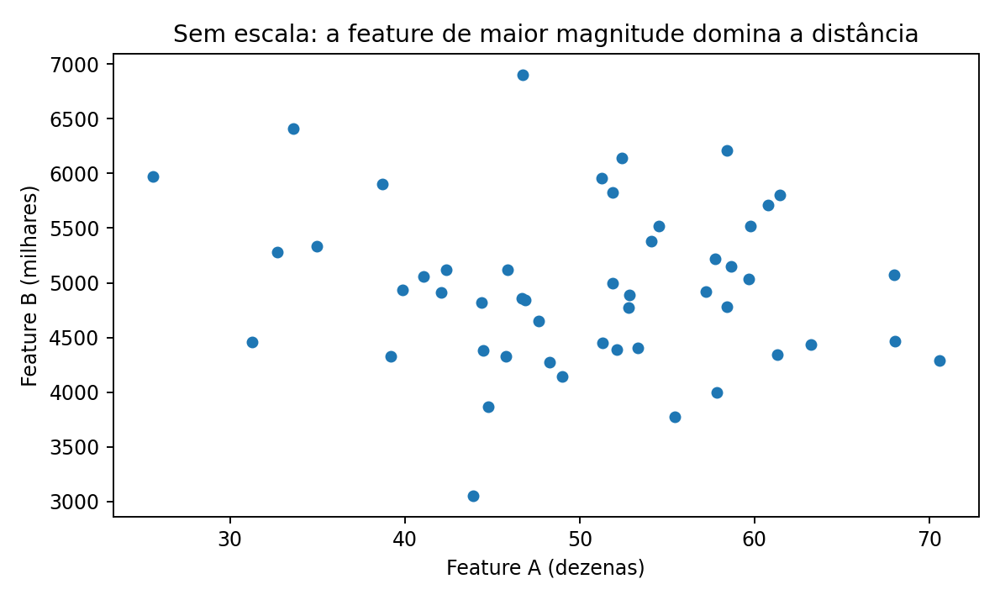 Sem escala: a feature de maior magnitude domina a distância
7000
6500
6000
5500
5000
4500
4000
3500
3000
Feature B (milhares)
30 40 50 60 70
Feature A (dezenas)